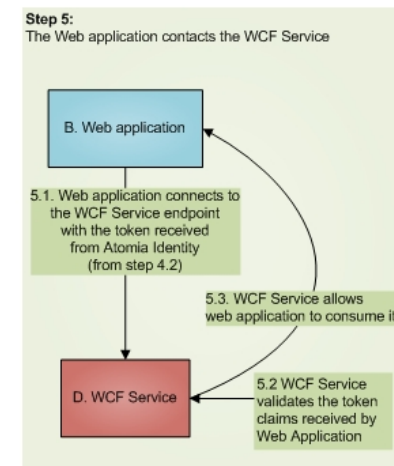 Step 5:
The Web application contacts the WCF Service
B. Web application
5.1. Web application connects to
the WCF Service endpoint
with the token received
from Atomia Identity
(from step 4.2)
5.3. WCF Service allows
web application to consume it
D. WCF Service
5.2 WCF Service
validates the token
claims received by
Web Application